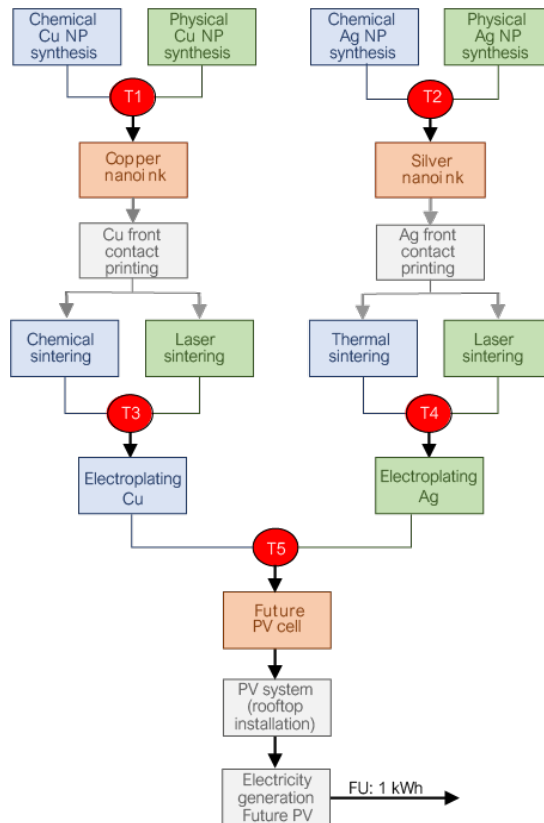 Chemical
Cu NP
synthesis
Physical
Cu NP
synthesis
Chemical
Ag NP
synthesis
Physical
Ag NP
synthesis
T1
T2
Copper
nanoink
Silver
nanoink
Cu front
contact
printing
Ag front
contact
printing
Chemical
sintering
Laser
sintering
Thermal
sintering
Laser
sintering
T3
T4
Electroplating
Cu
Electroplating
Ag
T5
Future
PV cell
PV system
(rooftop
installation)
Electricity
generation
Future PV
FU: 1 kWh